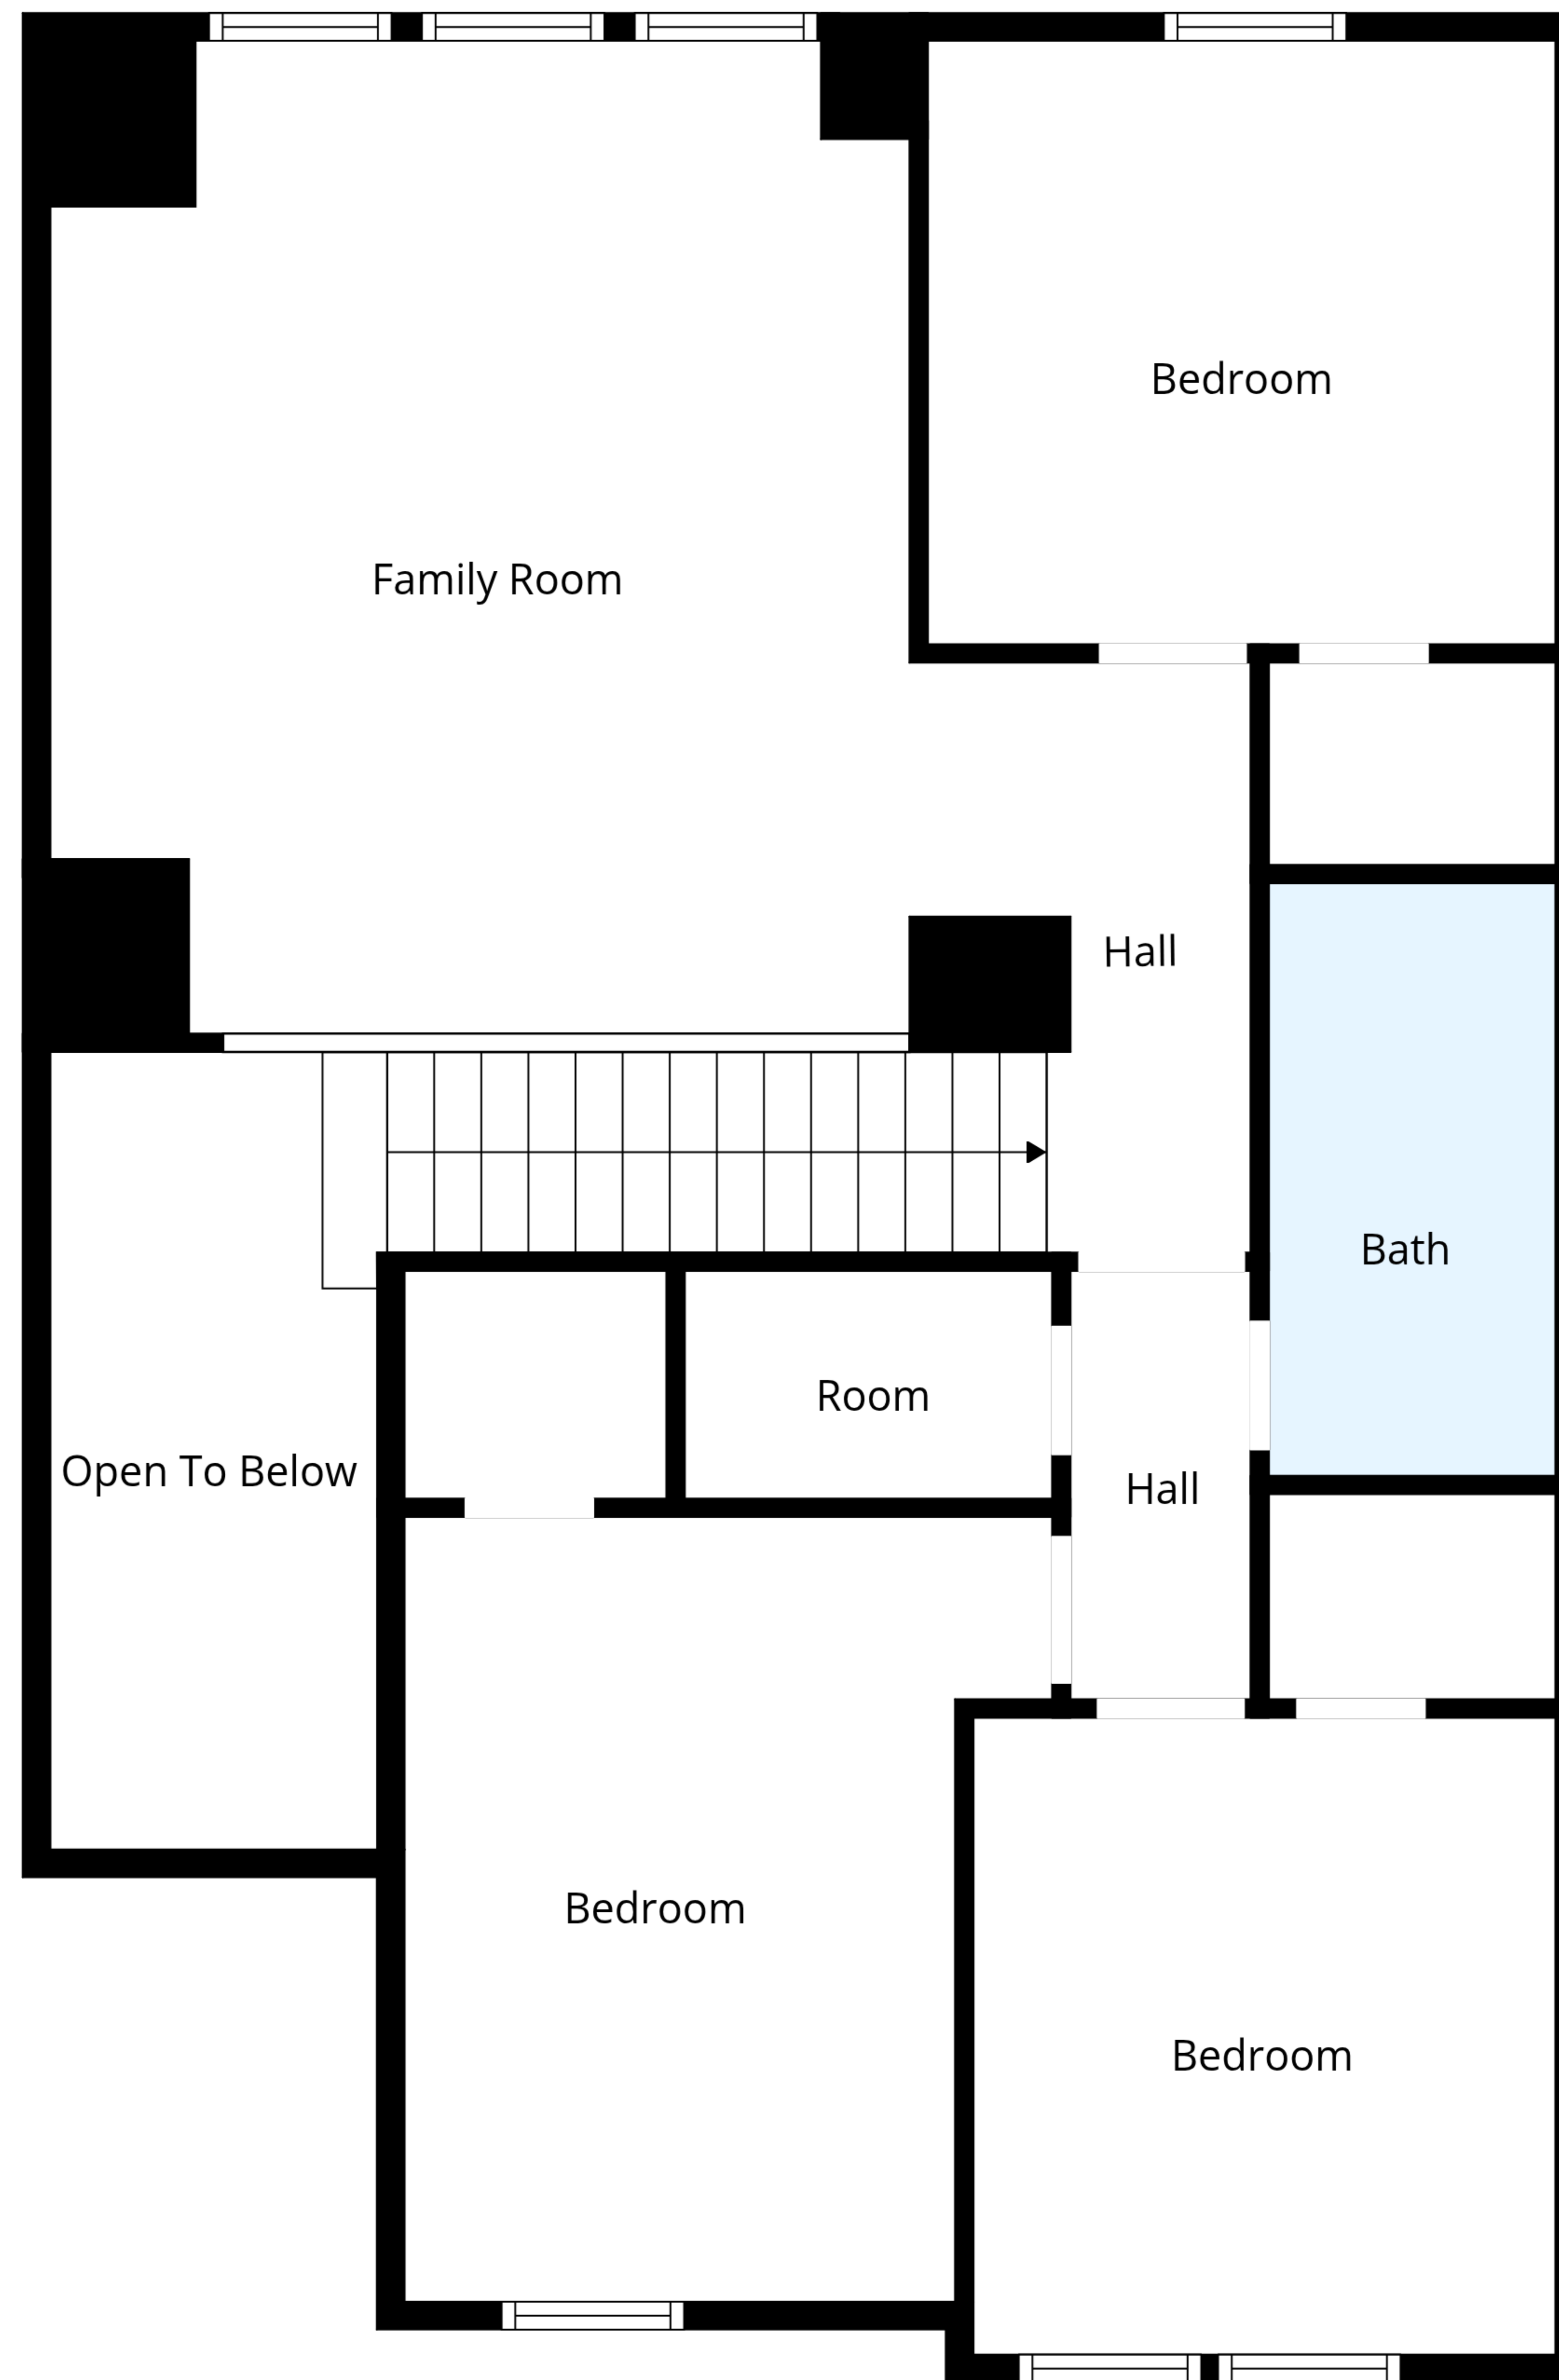 Bedroom
Family Room
Hall
Bath
Room
Open To Below
Hall
Bedroom
Bedroom